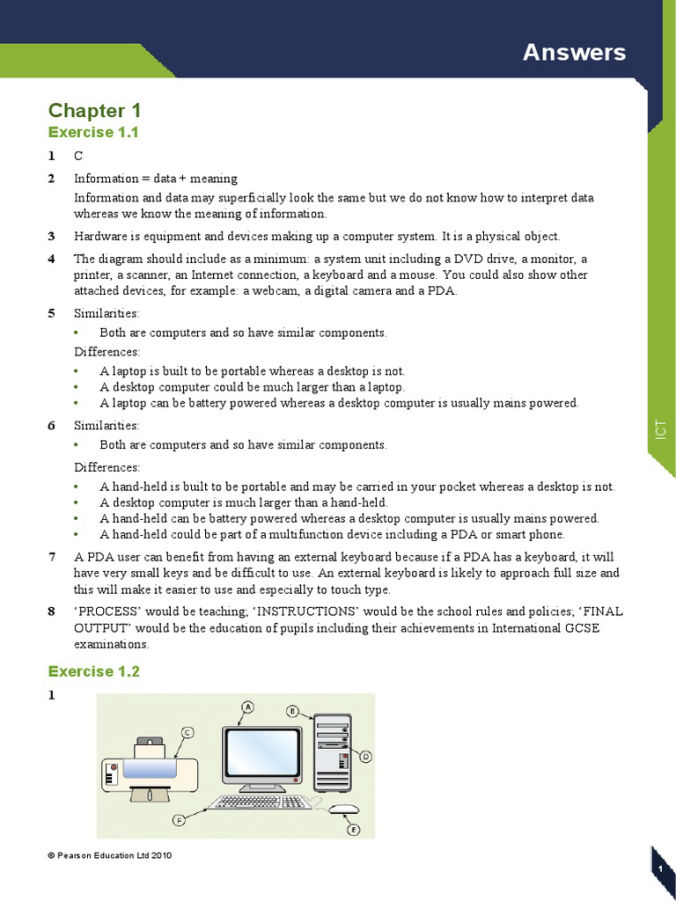 Answers
Chapter 1
Exercise 1.1
1 C
2 Information = data + meaning
Information and data may superficially look the same but we do not know how to interpret data
whereas we know the meaning of information.
3 Hardware is equipment and devices making up a computer system. It is a physical object.
4 The diagram should include as a minimum: a system unit including a DVD drive, a monitor, a
printer, a scanner, an Internet connection, a keyboard and a mouse. You could also show other
attached devices, for example: a webcam, a digital camera and a PDA.
5 Similarities:
• Both are computers and so have similar components.
Differences:
• A laptop is built to be portable whereas a desktop is not.
• A desktop computer could be much larger than a laptop.
• A laptop can be battery powered whereas a desktop computer is usually mains powered.
6 Similarities:
• Both are computers and so have similar components.
Differences:
• A hand-held is built to be portable and may be carried in your pocket whereas a desktop is not.
• A desktop computer is much larger than a hand-held.
• A hand-held can be battery powered whereas a desktop computer is usually mains powered.
• A hand-held could be part of a multifunction device including a PDA or smart phone.
7 A PDA user can benefit from having an external keyboard because if a PDA has a keyboard, it will
have very small keys and be difficult to use. An external keyboard is likely to approach full size and
this will make it easier to use and especially to touch type.
8 ‘PROCESS’ would be teaching; ‘INSTRUCTIONS’ would be the school rules and policies; ‘FINAL
OUTPUT’ would be the education of pupils including their achievements in International GCSE
examinations.
ICT
Exercise 1.2
1
A
B
C
D
F
E
© Pearson Education Ltd 2010
1